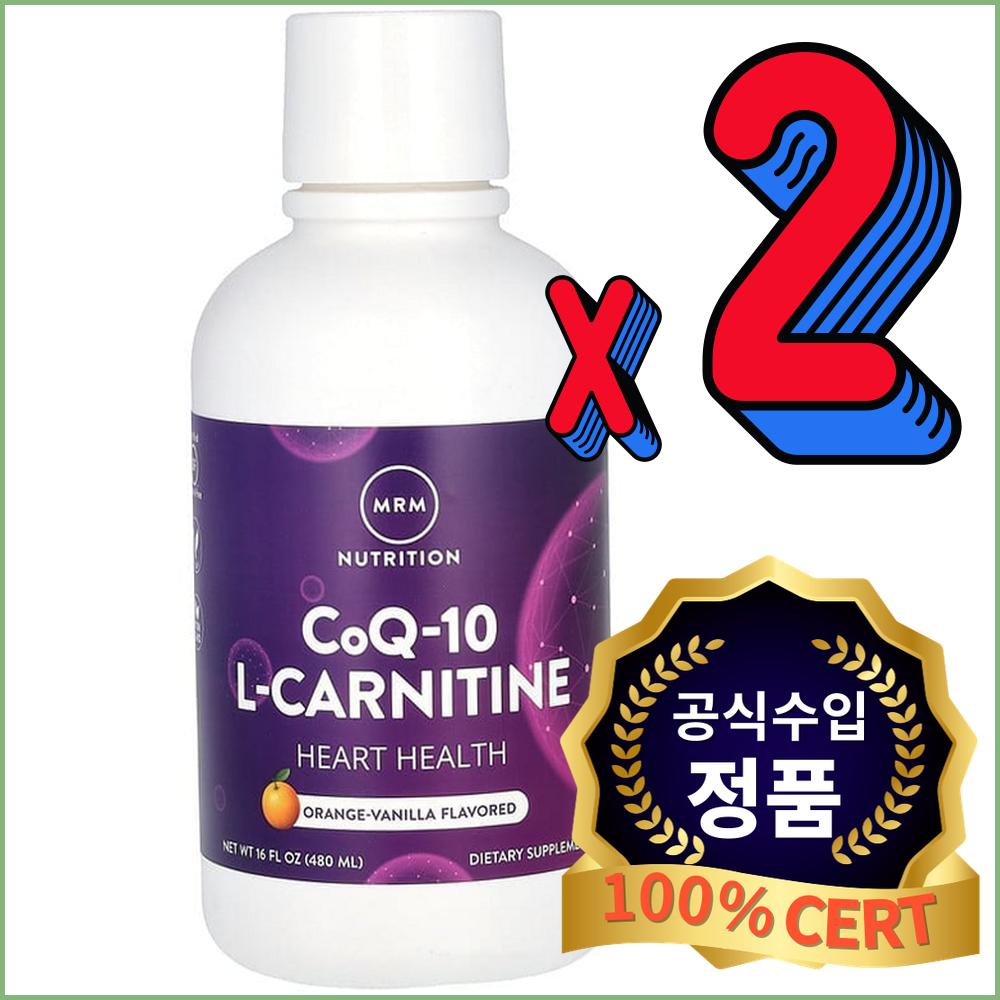 x 2
MRM
NUTRITION
CoQ-10
L-CARNITINE
HEART HEALTH
ORANGE-VANILLA FLAVORED
NET WT 16 FL OZ (480 ML)
DIETARY SUPPLEME
공식수입
정품
100% CERT